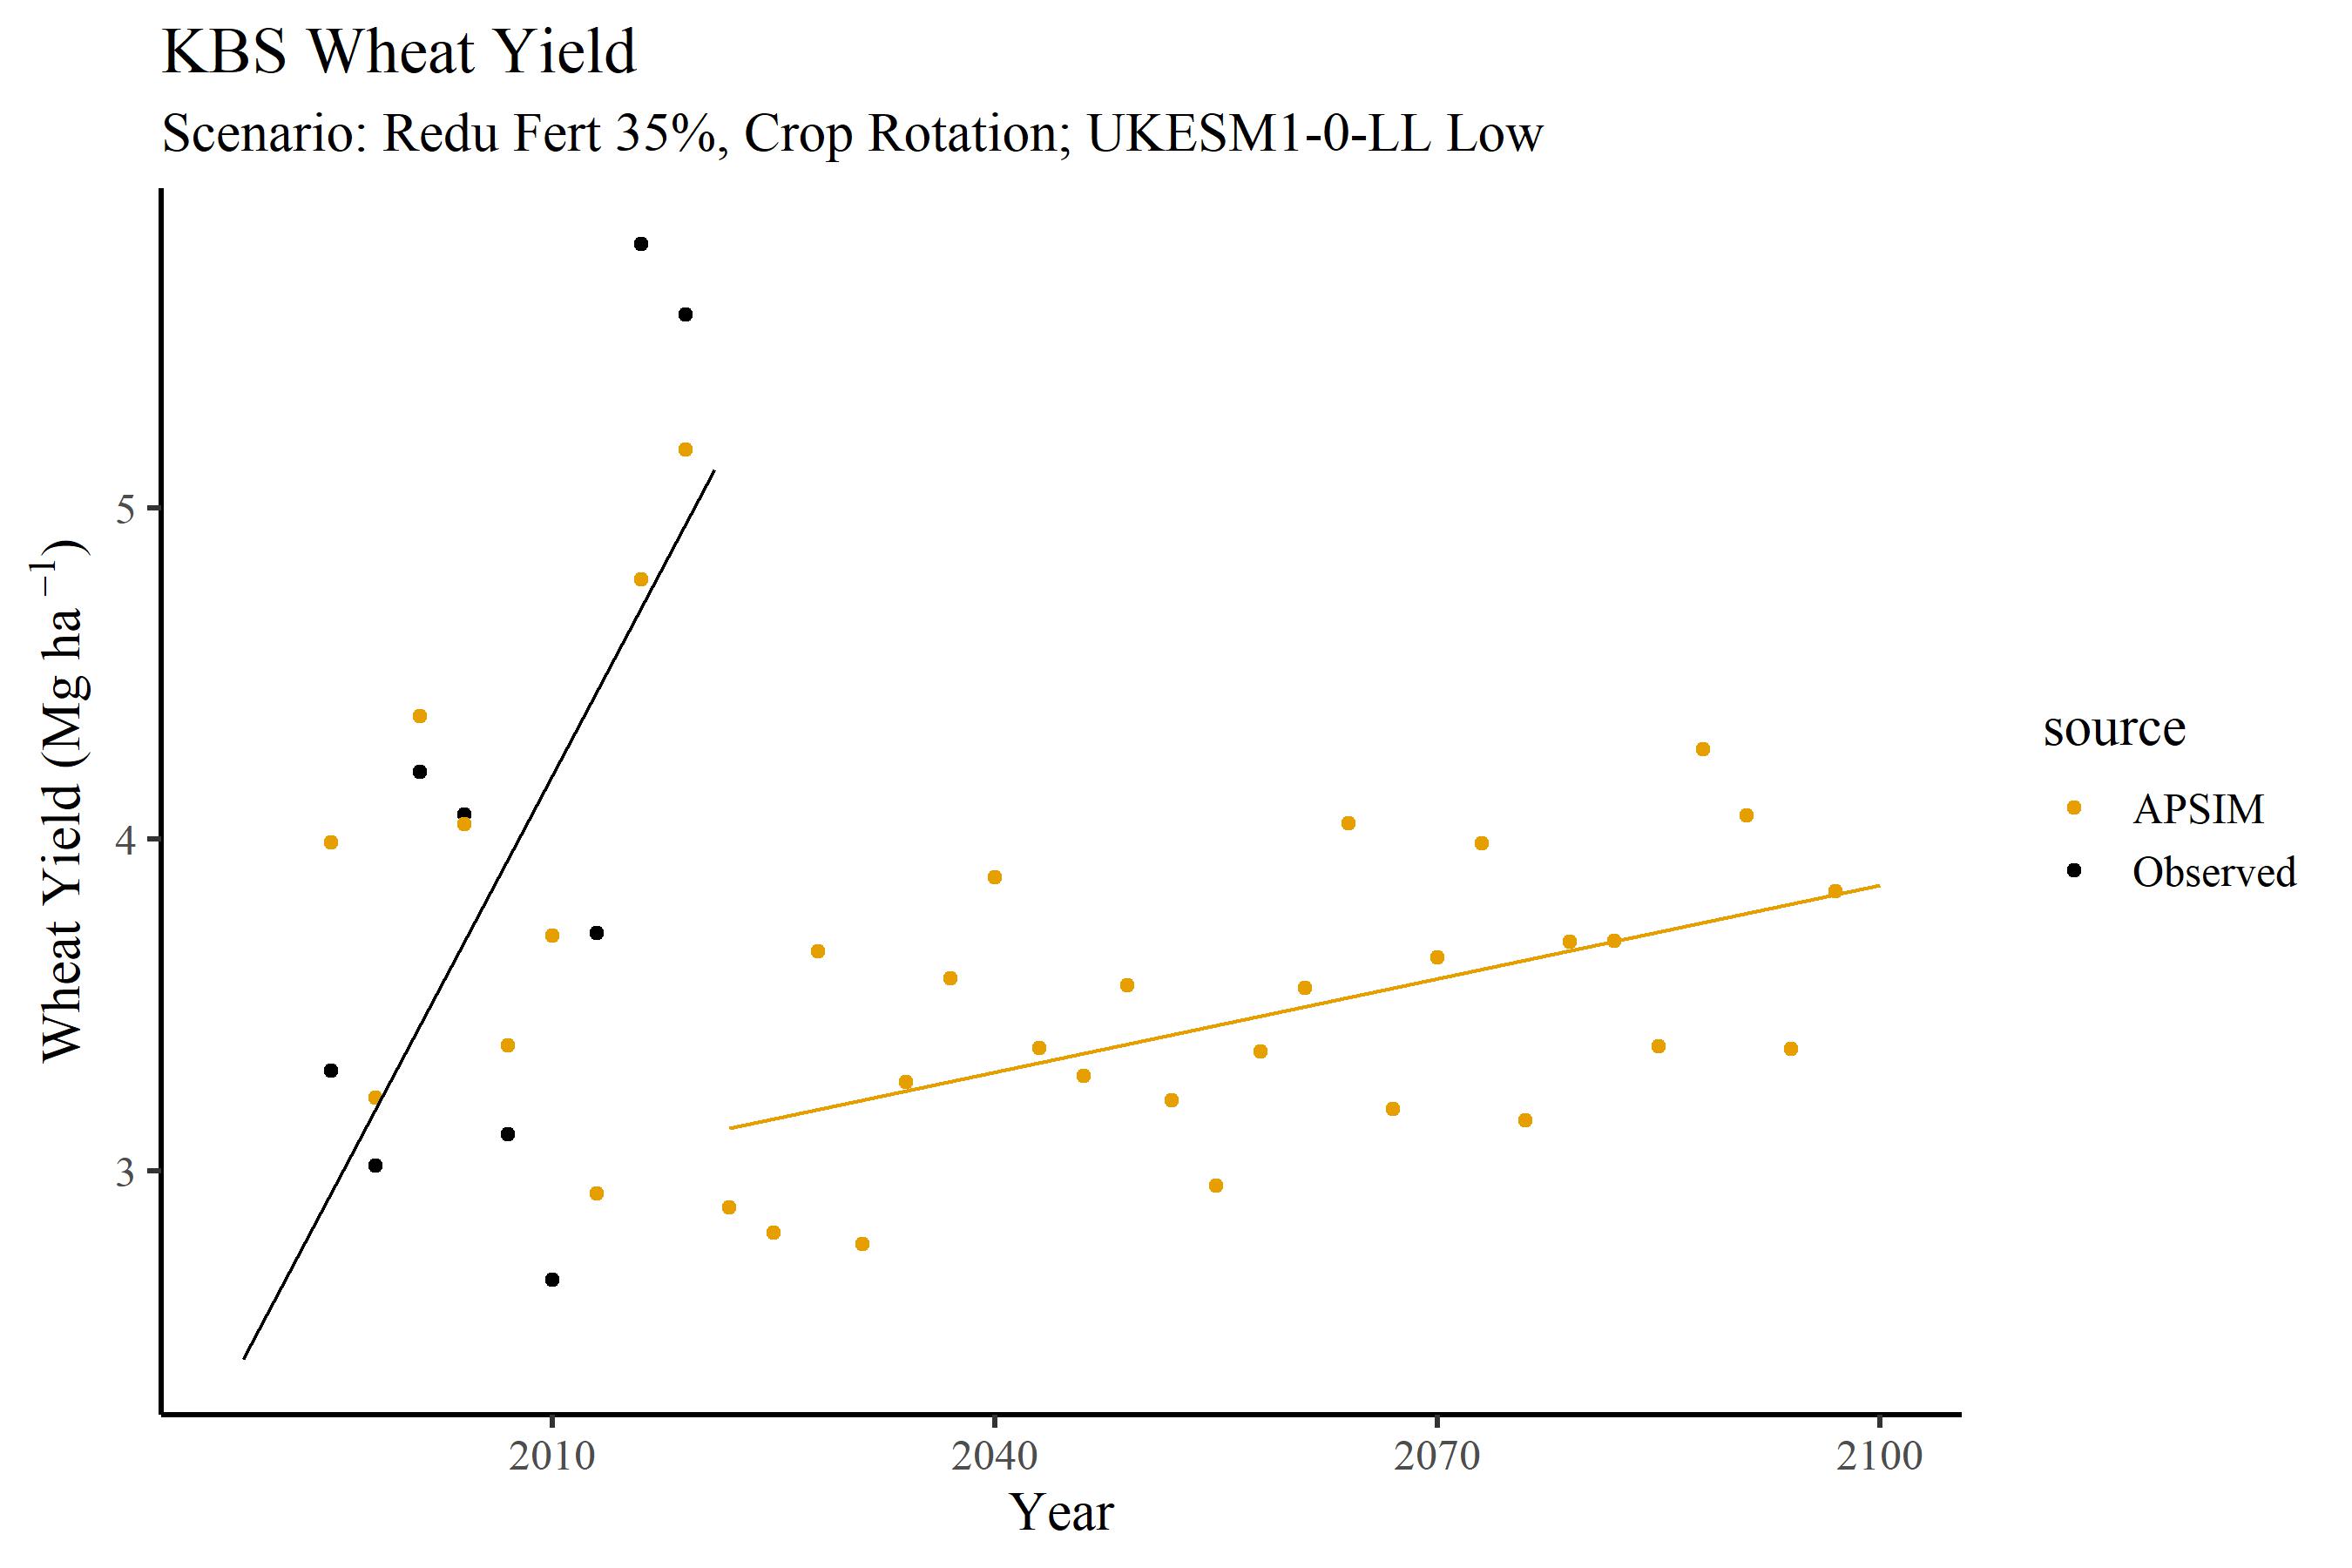 KBS Wheat Yield
Scenario: Redu Fert 35%, Crop Rotation; UKESM1-0-LL Low
Wheat Yield (Mg ha⁻¹)
5
4
3
2010
2040
2070
2100
Year
source
APSIM
Observed